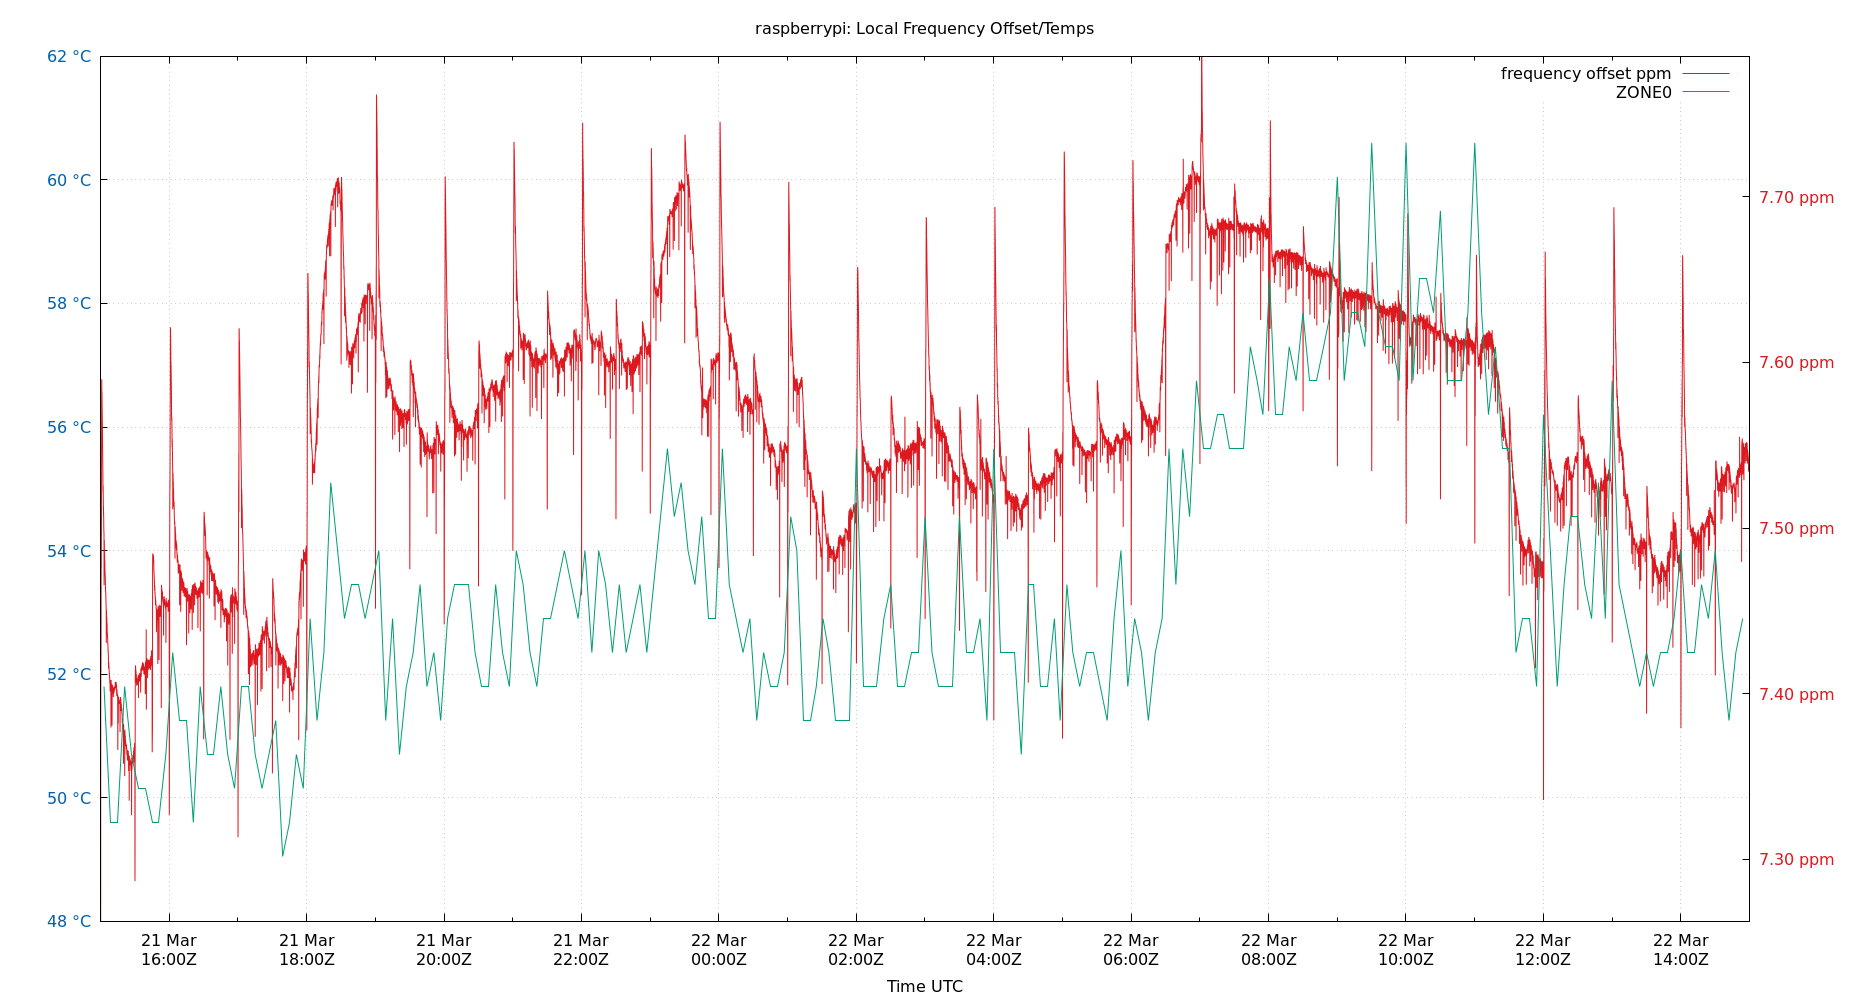 raspberrypi: Local Frequency Offset/Temps
62 °C
60 °C
58 °C
56 °C
54 °C
52 °C
50 °C
48 °C
frequency offset ppm
ZONE0
7.70 ppm
7.60 ppm
7.50 ppm
7.40 ppm
7.30 ppm
21 Mar
16:00Z
21 Mar
18:00Z
21 Mar
20:00Z
21 Mar
22:00Z
22 Mar
00:00Z
22 Mar
02:00Z
22 Mar
04:00Z
22 Mar
06:00Z
22 Mar
08:00Z
22 Mar
10:00Z
22 Mar
12:00Z
22 Mar
14:00Z
Time UTC